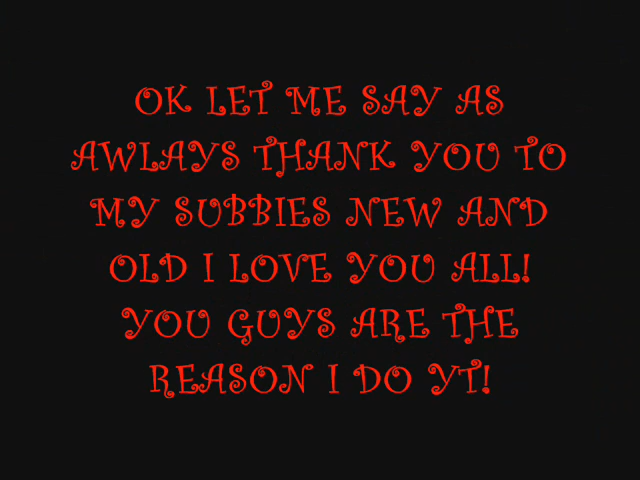 OK LET ME SAY AS
AWLAYS THANK YOU TO
MY SUBBIES NEW AND
OLD I LOVE YOU ALL!
YOU GUYS ARE THE
REASON I DO YT!